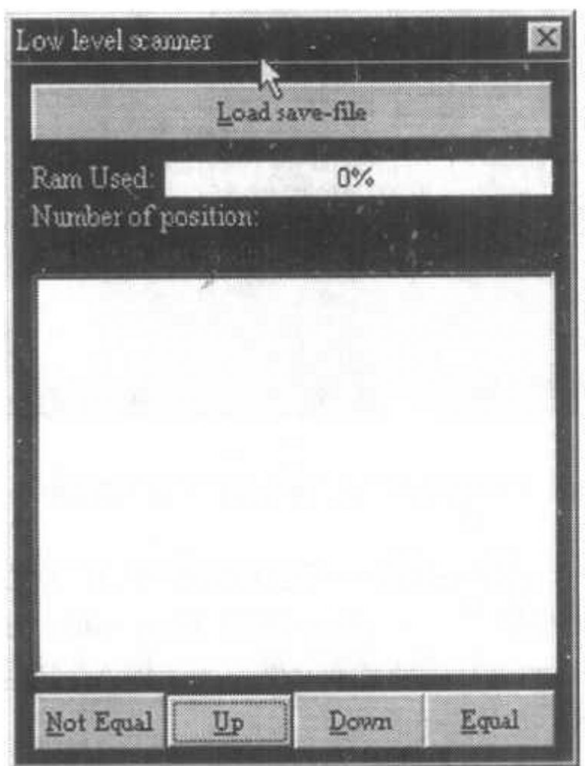 Low level scanner
Load save-file
Ram Used: 0%
Number of position:
Not Equal Up Down Equal